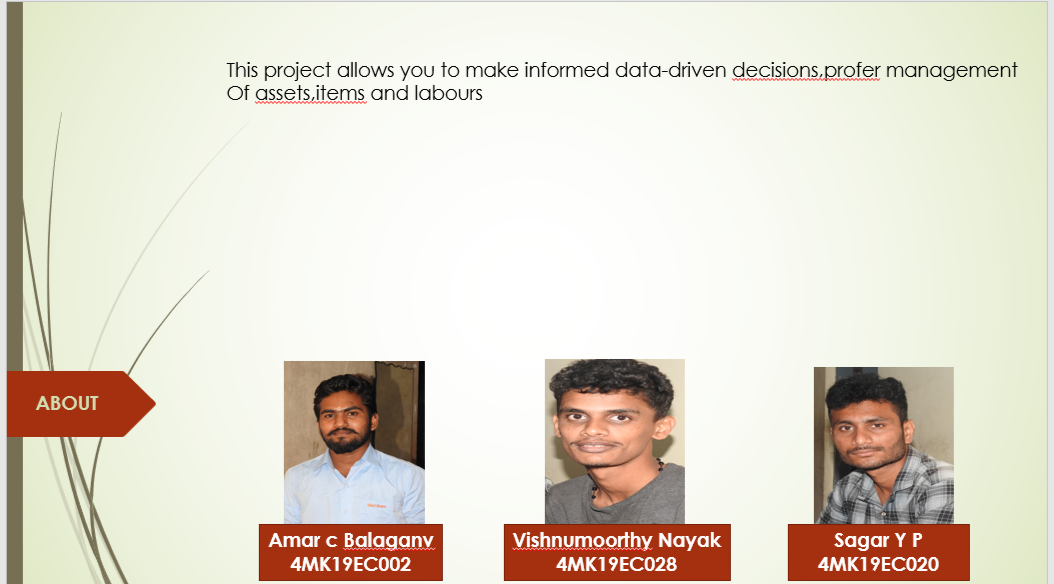 This project allows you to make informed data-driven decisions,profer management
Of assets,items and labours
ABOUT
Amar c Balaganv
4MK19EC002
Vishnumoorthy Nayak
4MK19EC028
Sagar Y P
4MK19EC020